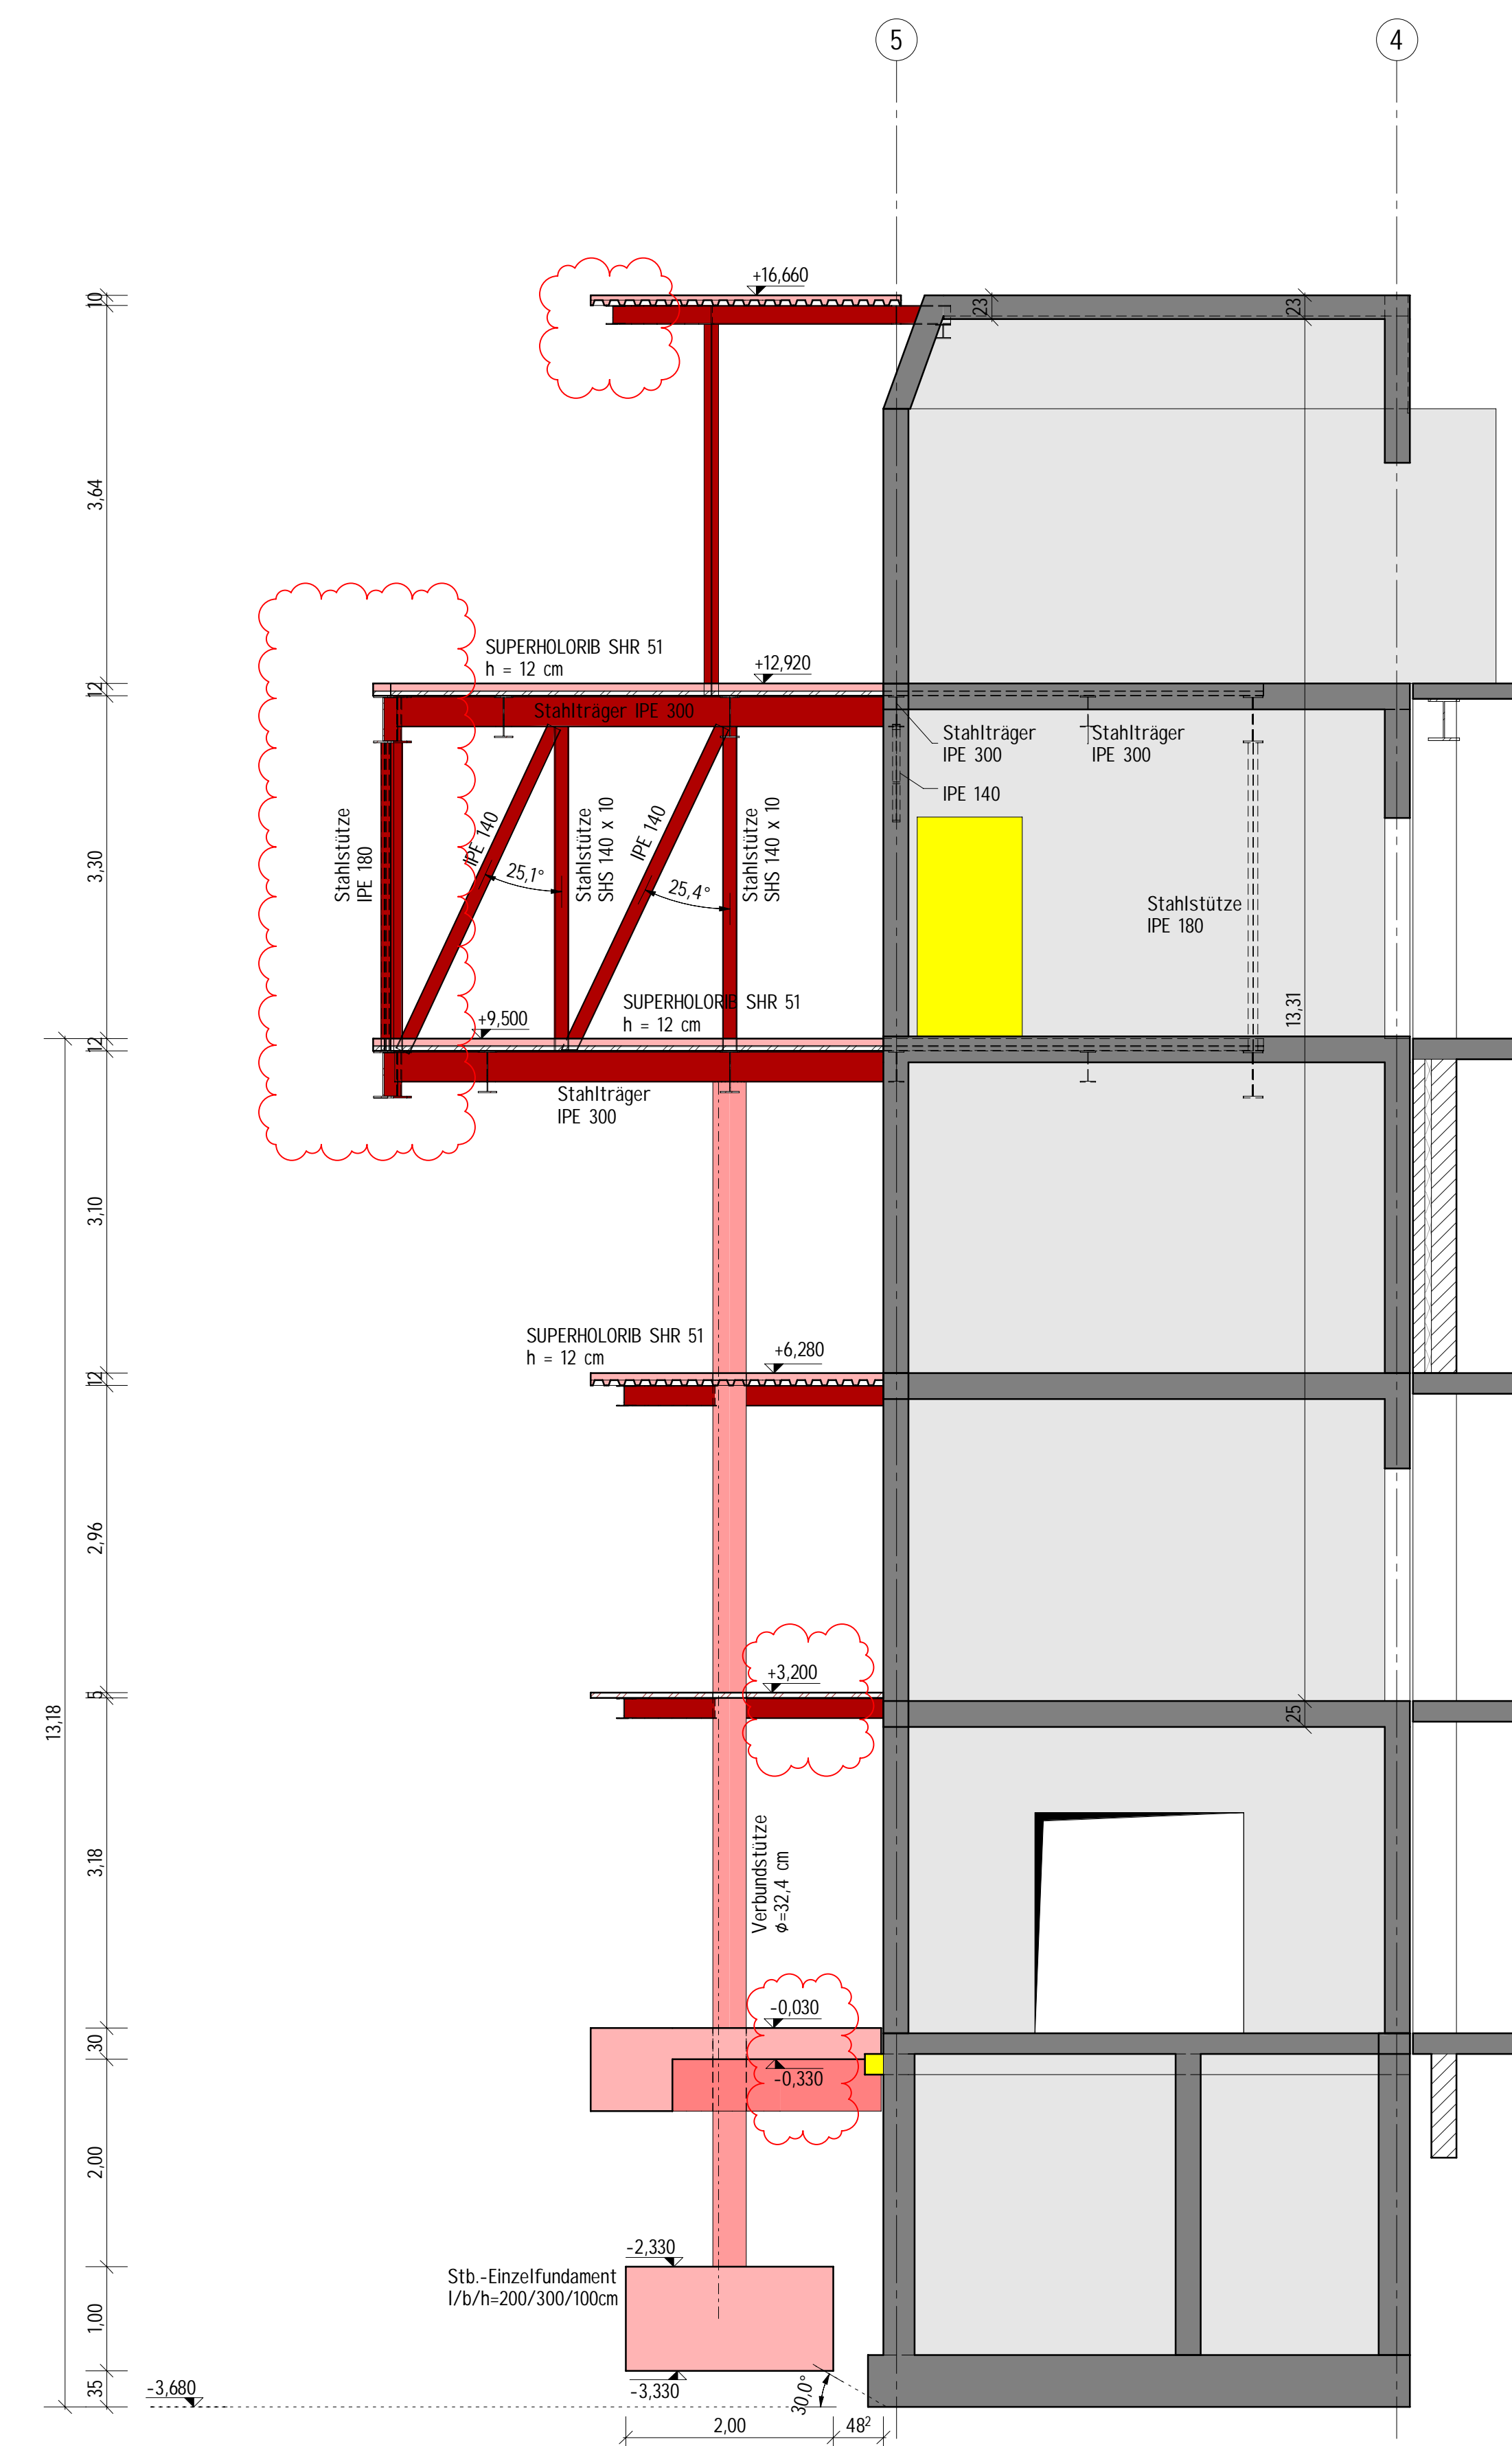 5
4
+16,660
10
23
23
3,64
SUPERHOLORIB SHR 51
h = 12 cm
+12,920
12
Stahlträger IPE 300
Stahlträger
IPE 300
Stahlträger
IPE 300
IPE 140
Stahlstütze
IPE 180
IPE 140
25,1°
Stahlstütze
SHS 140 x 10
IPE 140
25,4°
Stahlstütze
SHS 140 x 10
3,30
Stahlstütze
IPE 180
SUPERHOLORIB SHR 51
h = 12 cm
+9,500
13,31
12
Stahlträger
IPE 300
3,10
SUPERHOLORIB SHR 51
h = 12 cm
+6,280
12
2,96
+3,200
5
25
13,18
3,18
Verbundstütze
ϕ=32,4 cm
-0,030
30
-0,330
2,00
-2,330
Stb.-Einzelfundament
l/b/h=200/300/100cm
1,00
-3,330
30,0°
35
-3,680
2,00
48²